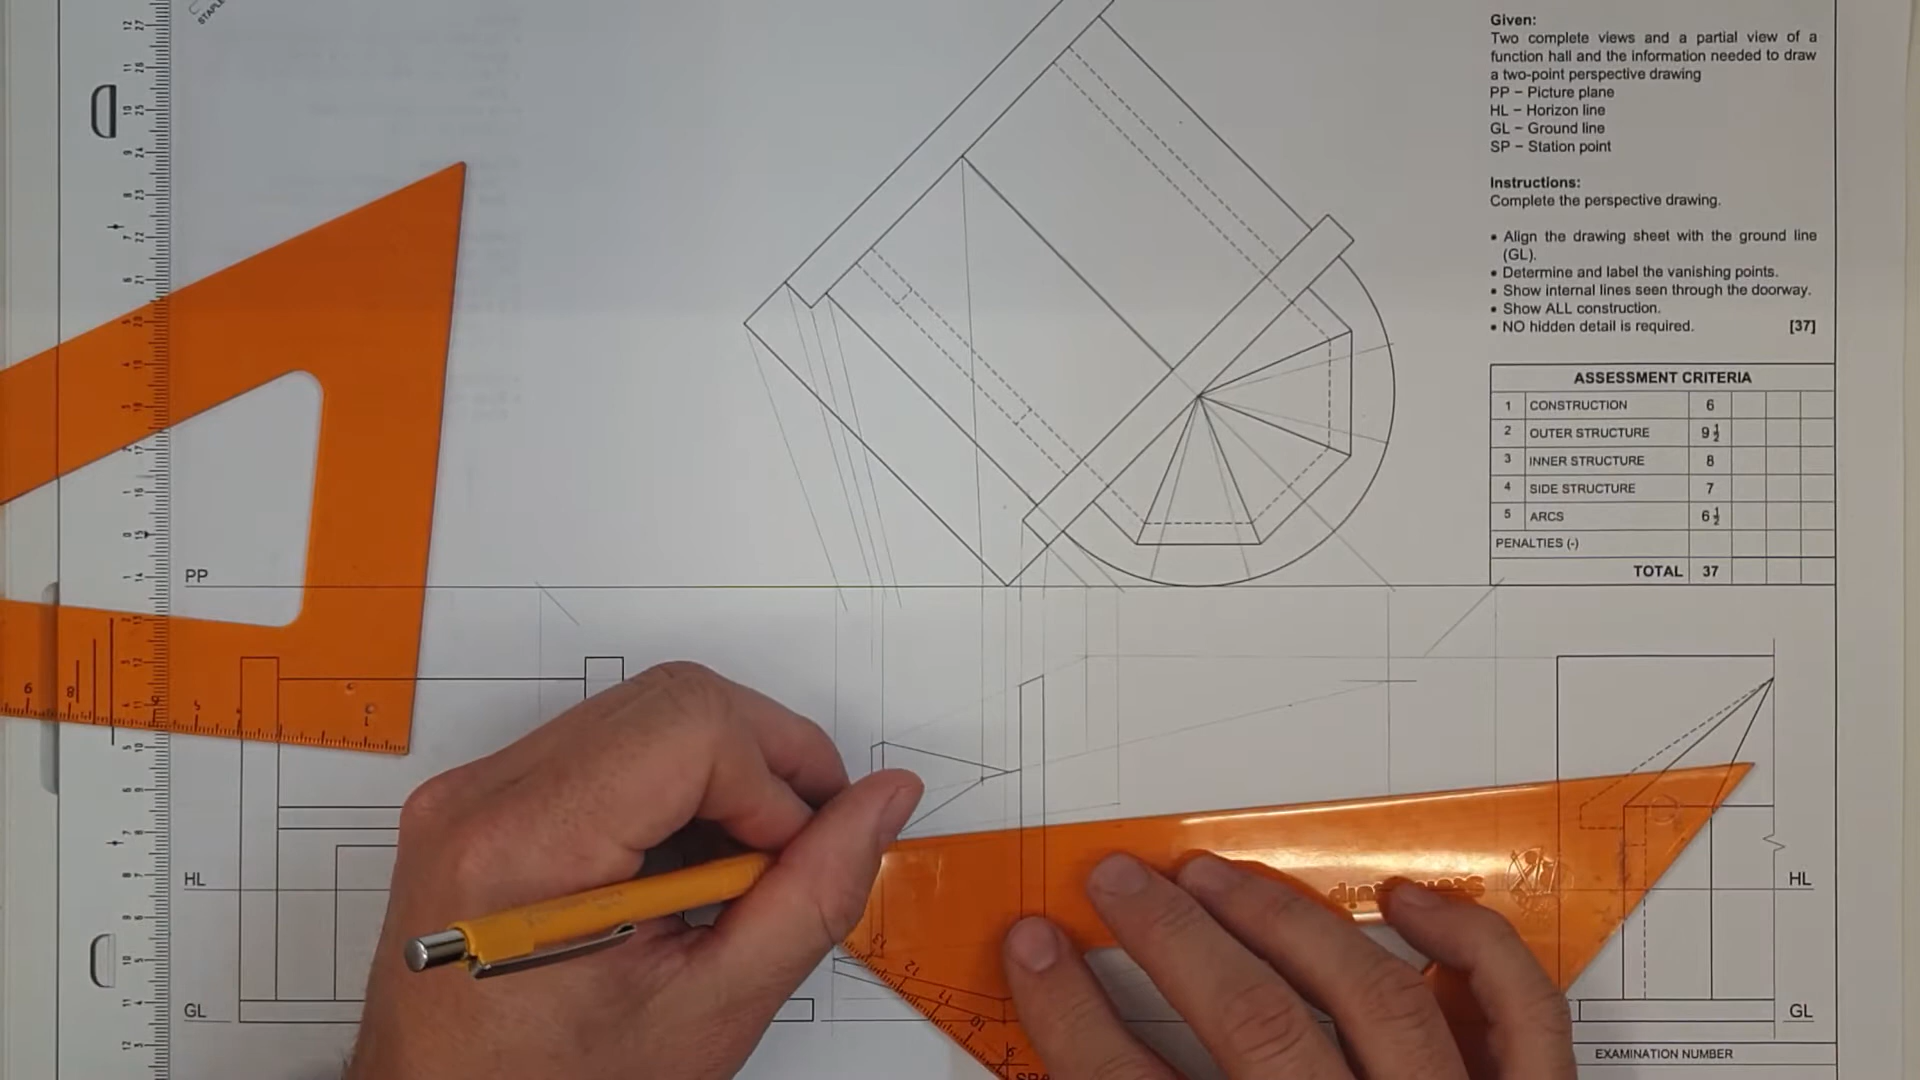 STAPLE
Given:
Two complete views and a partial view of a
function hall and the information needed to draw
a two-point perspective drawing
PP – Picture plane
HL – Horizon line
GL – Ground line
SP – Station point
Instructions:
Complete the perspective drawing.
• Align the drawing sheet with the ground line
(GL).
• Determine and label the vanishing points.
• Show internal lines seen through the doorway.
• Show ALL construction.
• NO hidden detail is required. [37]
ASSESSMENT CRITERIA
1 CONSTRUCTION 6
2 OUTER STRUCTURE 9½
3 INNER STRUCTURE 8
4 SIDE STRUCTURE 7
5 ARCS 6½
PENALTIES (-)
TOTAL 37
PP
HL
HL
GL
GL
EXAMINATION NUMBER